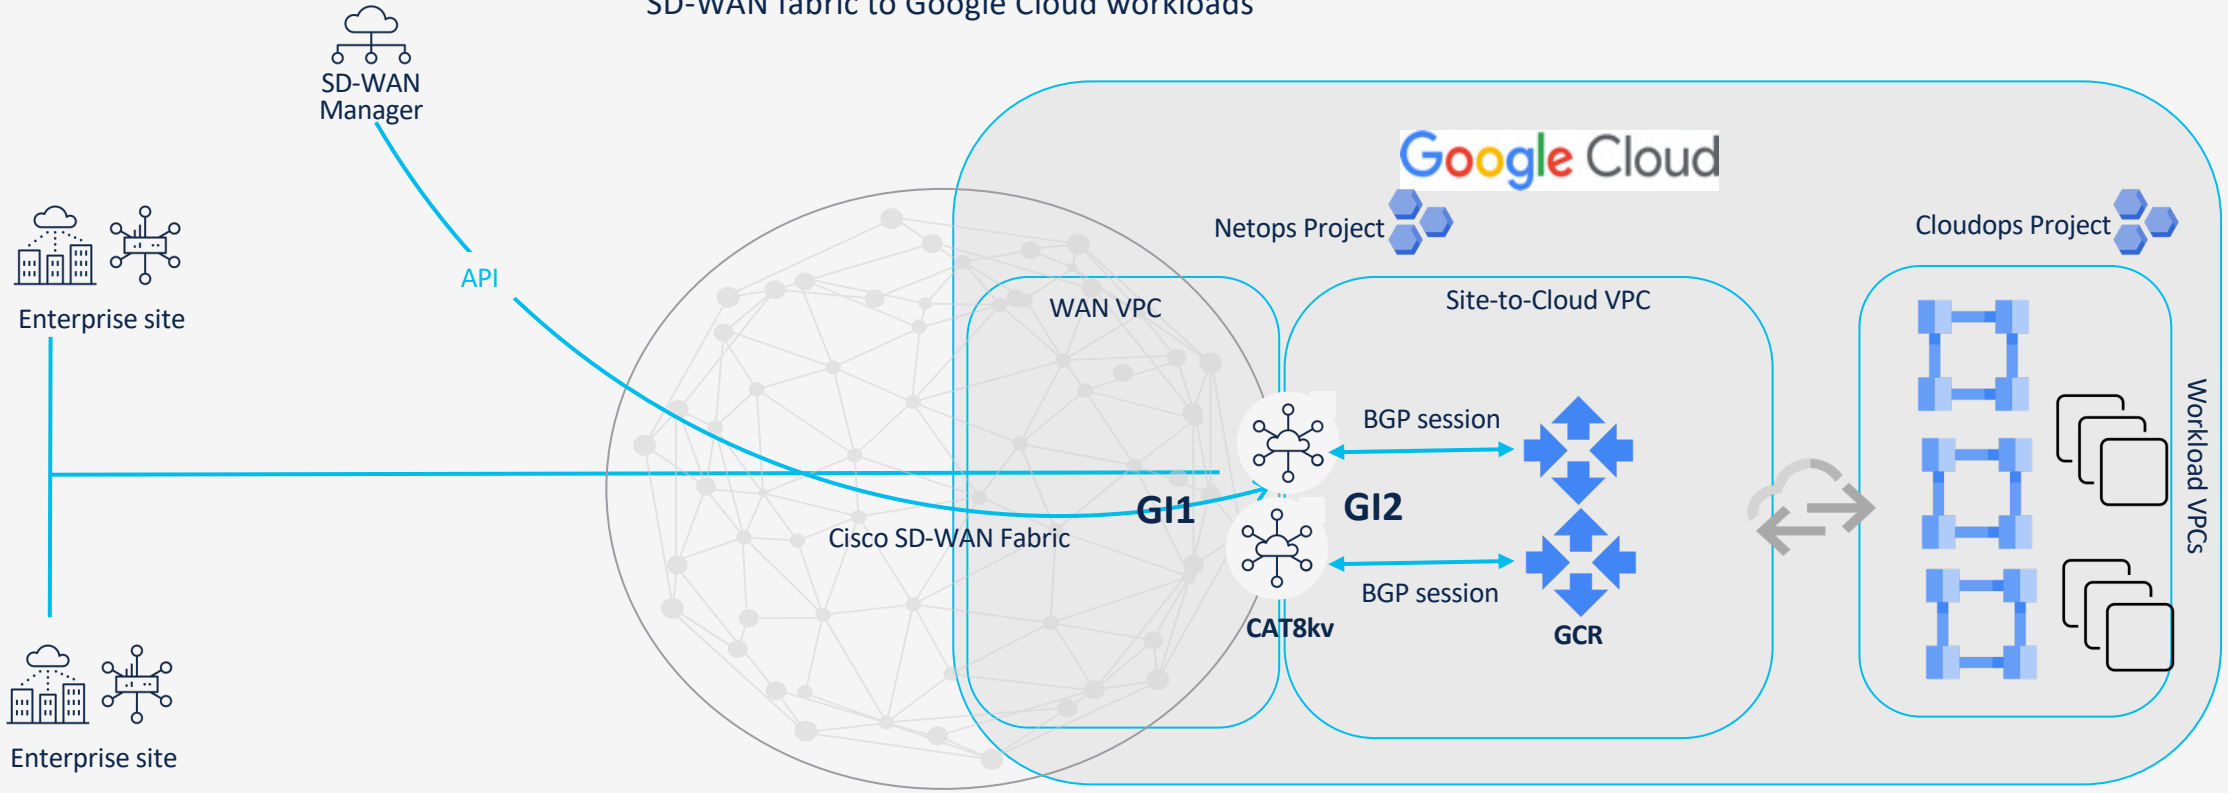 SD-WAN fabric to Google Cloud workloads
SD-WAN
Manager
Google Cloud
Netops Project
Cloudops Project
API
Enterprise site
WAN VPC
Site-to-Cloud VPC
BGP session
GI1
GI2
Cisco SD-WAN Fabric
BGP session
CAT8kv
GCR
Workload VPCs
Enterprise site